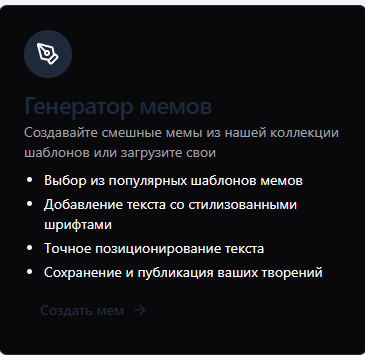 Генератор мемов
Создавайте смешные мемы из нашей коллекции
шаблонов или загрузите свои
• Выбор из популярных шаблонов мемов
• Добавление текста со стилизованными
шрифтами
• Точное позиционирование текста
• Сохранение и публикация ваших творений
Создать мем →